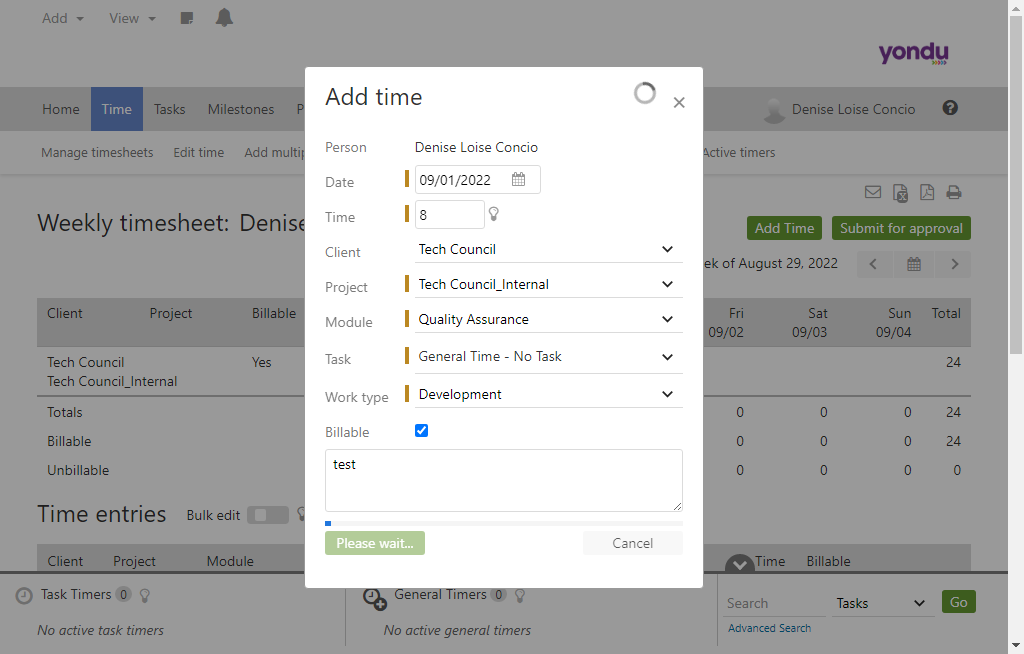 Add View
yondu
Home Time Tasks Milestones P Denise Loise Concio ?
Manage timesheets Edit time Add multip Active timers
Weekly timesheet: Denise
Add Time Submit for approval
ek of August 29, 2022
Client Project Billable Fri Sat Sun Total
09/02 09/03 09/04
Tech Council Yes 24
Tech Council_Internal
Totals 0 0 0 24
Billable 0 0 0 24
Unbillable 0 0 0 0
Time entries Bulk edit
Client Project Module Time Billable
Add time
Person Denise Loise Concio
Date 09/01/2022
Time 8
Client Tech Council
Project Tech Council_Internal
Module Quality Assurance
Task General Time - No Task
Work type Development
Billable
test
Please wait... Cancel
Task Timers 0 General Timers 0
No active task timers No active general timers
Search Tasks Go
Advanced Search